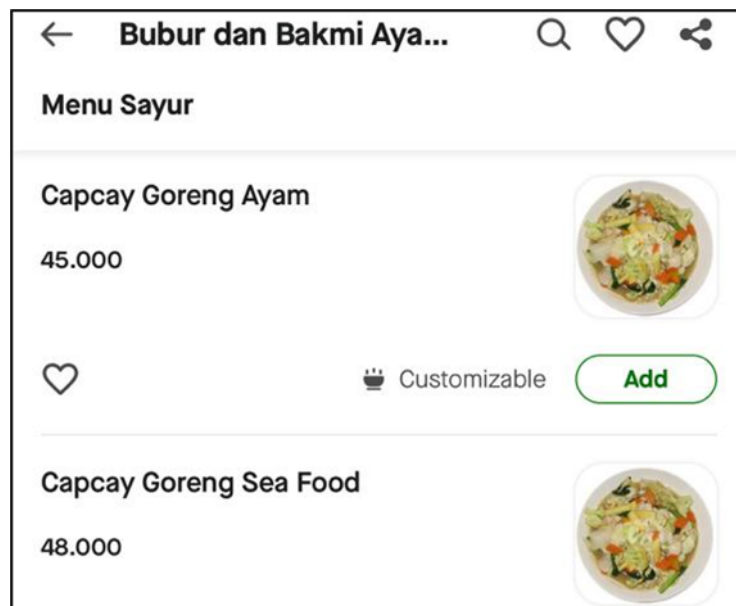 Bubur dan Bakmi Aya...
Menu Sayur
Capcay Goreng Ayam
45.000
Customizable
Add
Capcay Goreng Sea Food
48.000